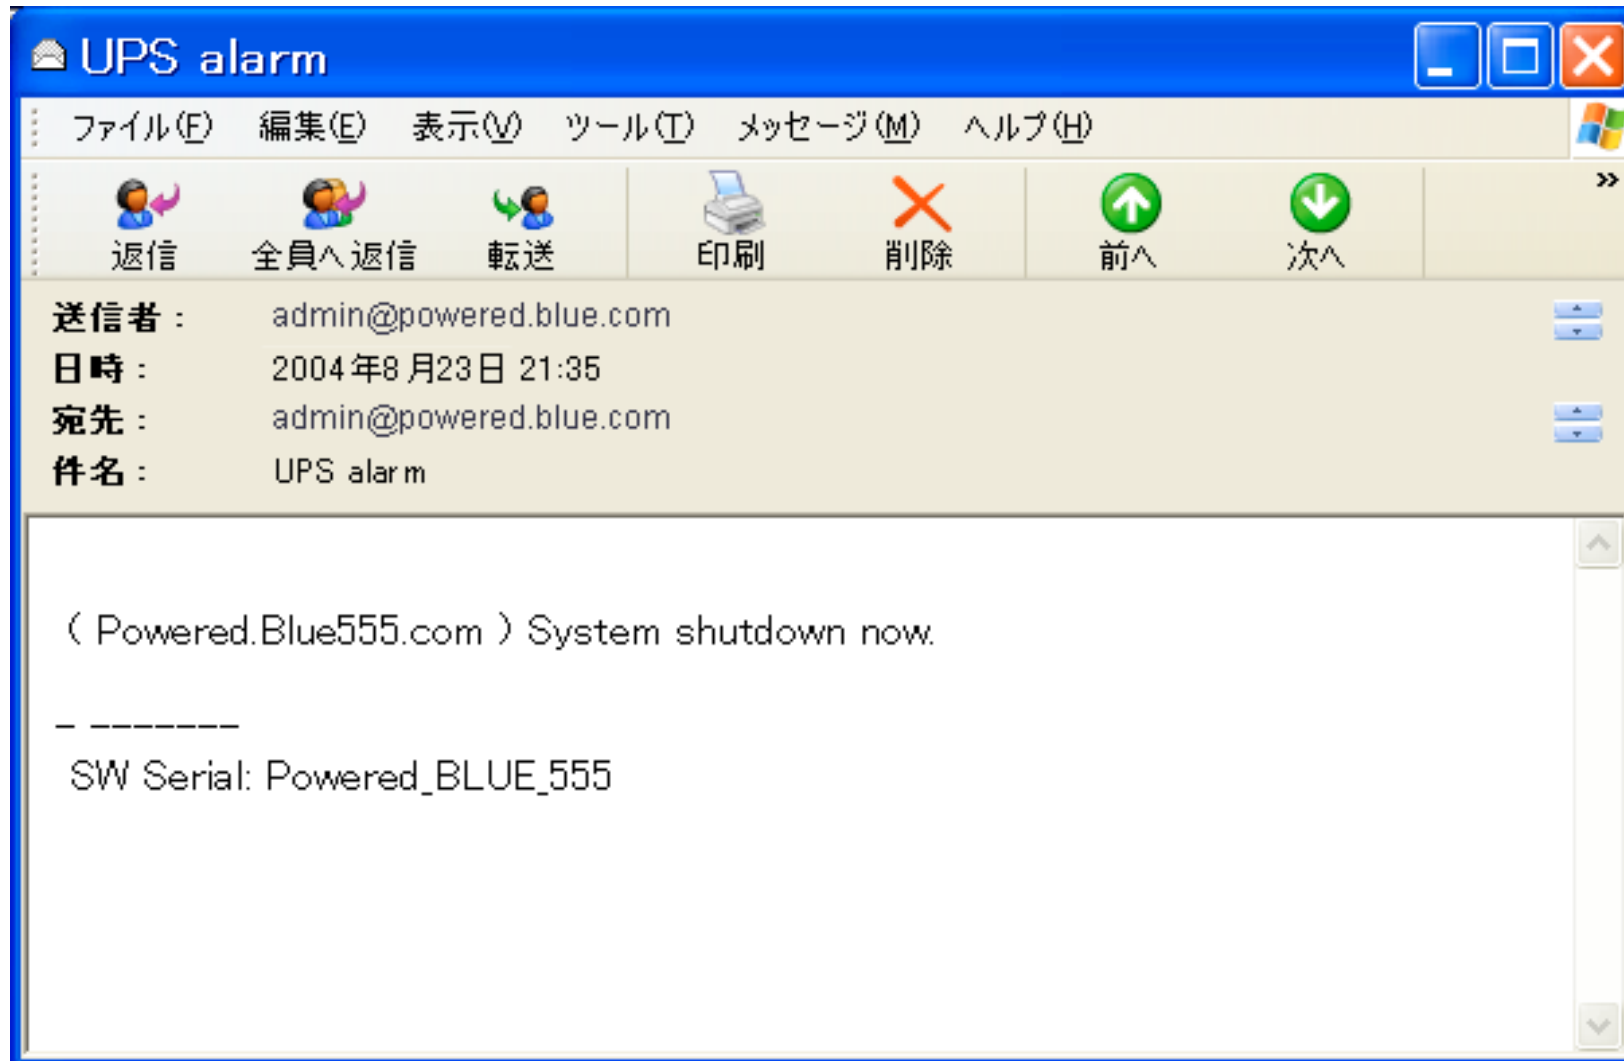 UPS alarm
ファイル(F) 編集(E) 表示(V) ツール(T) メッセージ(M) ヘルプ(H)
返信 全員へ返信 転送 印刷 削除 前へ 次へ »
送信者: admin@powered.blue.com
日時: 2004年8月23日 21:35
宛先: admin@powered.blue.com
件名: UPS alarm
( Powered.Blue555.com ) System shutdown now.
- -------
SW Serial: Powered_BLUE_555